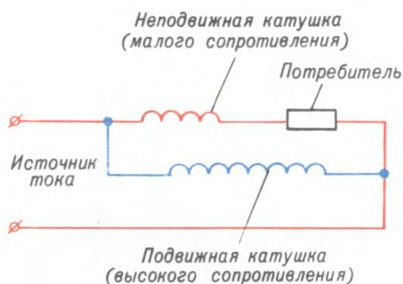 Неподвижная катушка
(малого сопротивления)
Потребитель
Источник
тока
Подвижная катушка
(высокого сопротивления)